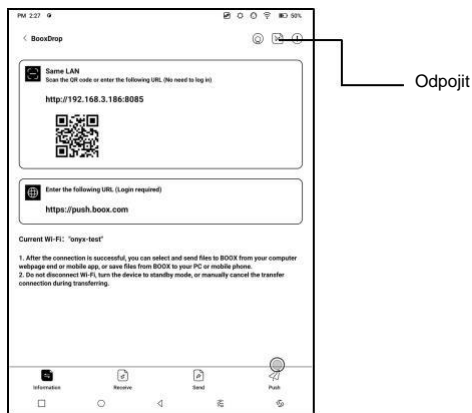 PM 2:27
50%
BooxDrop
Same LAN
Scan the QR code or enter the following URL (No need to log in)
http://192.168.3.186:8085
Enter the following URL (Login required)
https://push.boox.com
Current Wi-Fi: "onyx-test"
1. After the connection is successful, you can select and send files to BOOX from your computer
webpage end or mobile app, or save files from BOOX to your PC or mobile phone.
2. Do not disconnect Wi-Fi, turn the device to standby mode, or manually cancel the transfer
connection during transferring.
Information Receive Send Push
Odpojit